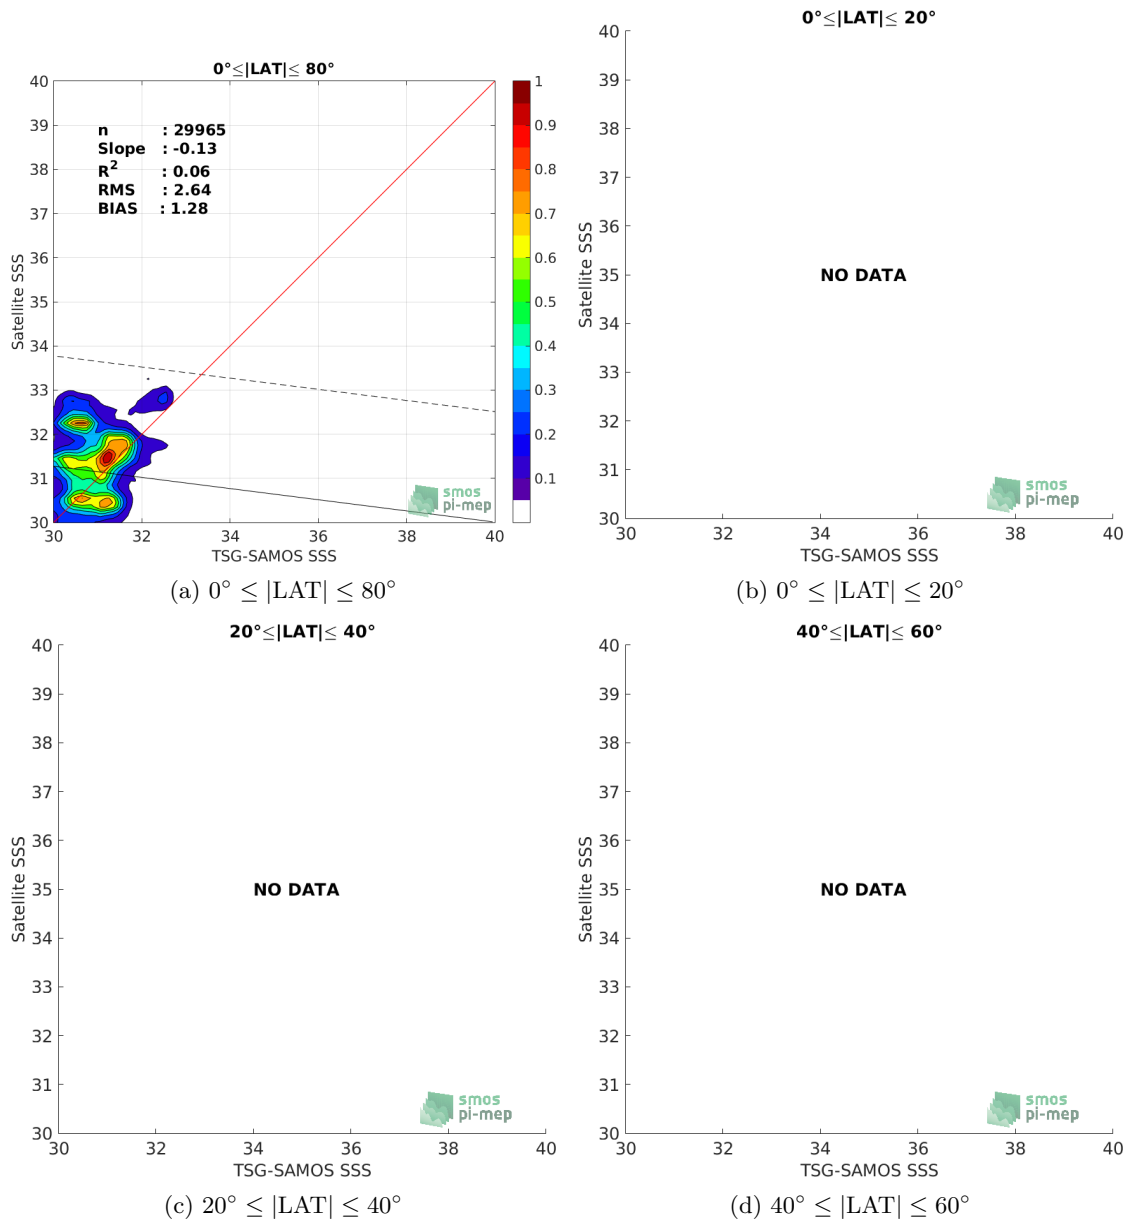 0°≤|LAT|≤ 80°
40
39
38
37
36
35
34
33
32
31
30
Satellite SSS
n : 29965
Slope : -0.13
R2 : 0.06
RMS : 2.64
BIAS : 1.28
1
0.9
0.8
0.7
0.6
0.5
0.4
0.3
0.2
0.1
smos
pi-mep
30 32 34 36 38 40
TSG-SAMOS SSS
(a) 0° ≤ |LAT| ≤ 80°
0°≤|LAT|≤ 20°
40
39
38
37
36
35
34
33
32
31
30
Satellite SSS
NO DATA
smos
pi-mep
30 32 34 36 38 40
TSG-SAMOS SSS
(b) 0° ≤ |LAT| ≤ 20°
20°≤|LAT|≤ 40°
40
39
38
37
36
35
34
33
32
31
30
Satellite SSS
NO DATA
smos
pi-mep
30 32 34 36 38 40
TSG-SAMOS SSS
(c) 20° ≤ |LAT| ≤ 40°
40°≤|LAT|≤ 60°
40
39
38
37
36
35
34
33
32
31
30
Satellite SSS
NO DATA
smos
pi-mep
30 32 34 36 38 40
TSG-SAMOS SSS
(d) 40° ≤ |LAT| ≤ 60°